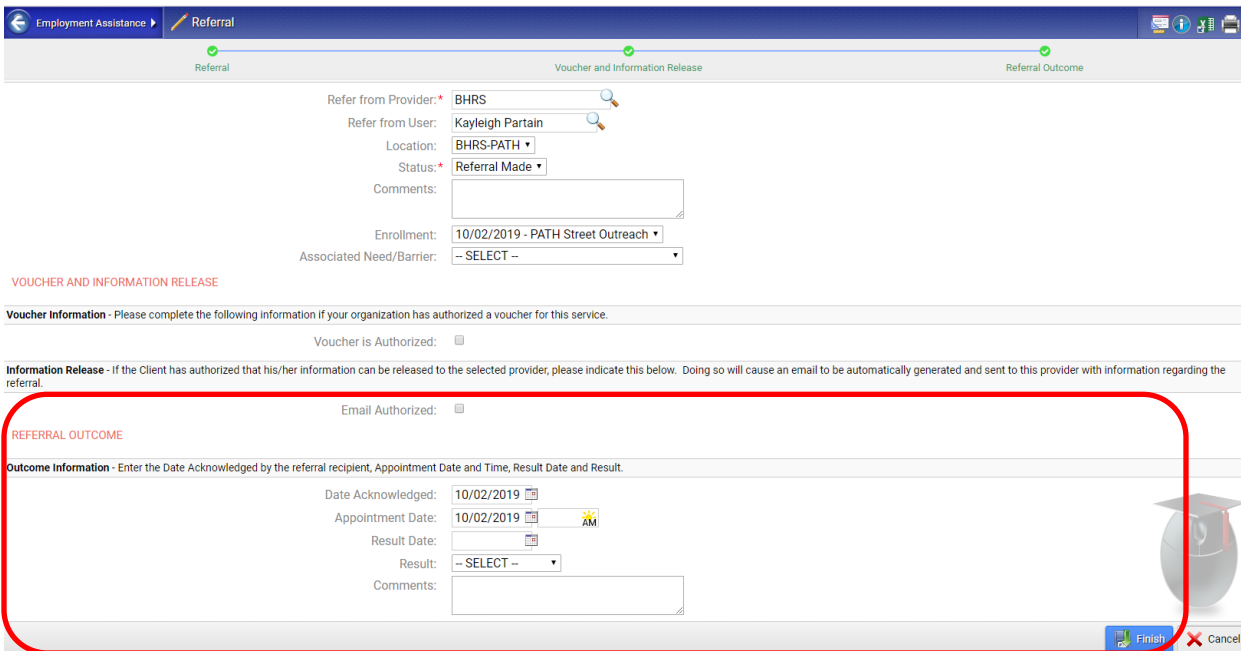 Employment Assistance Referral
Referral Voucher and Information Release Referral Outcome
Refer from Provider:* BHRS
Refer from User: Kayleigh Partain
Location: BHRS-PATH
Status:* Referral Made
Comments:
Enrollment: 10/02/2019 - PATH Street Outreach
Associated Need/Barrier: -- SELECT --
VOUCHER AND INFORMATION RELEASE
Voucher Information - Please complete the following information if your organization has authorized a voucher for this service.
Voucher is Authorized:
Information Release - If the Client has authorized that his/her information can be released to the selected provider, please indicate this below. Doing so will cause an email to be automatically generated and sent to this provider with information regarding the
referral.
Email Authorized:
REFERRAL OUTCOME
Outcome Information - Enter the Date Acknowledged by the referral recipient, Appointment Date and Time, Result Date and Result.
Date Acknowledged: 10/02/2019
Appointment Date: 10/02/2019 AM
Result Date:
Result: -- SELECT --
Comments:
Finish Cancel